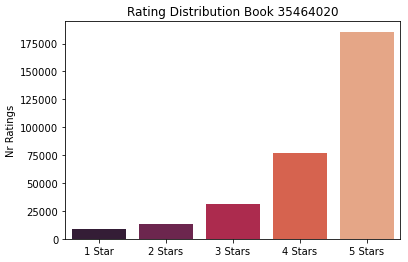 Rating Distribution Book 35464020
Nr Ratings
175000
150000
125000
100000
75000
50000
25000
0
1 Star
2 Stars
3 Stars
4 Stars
5 Stars